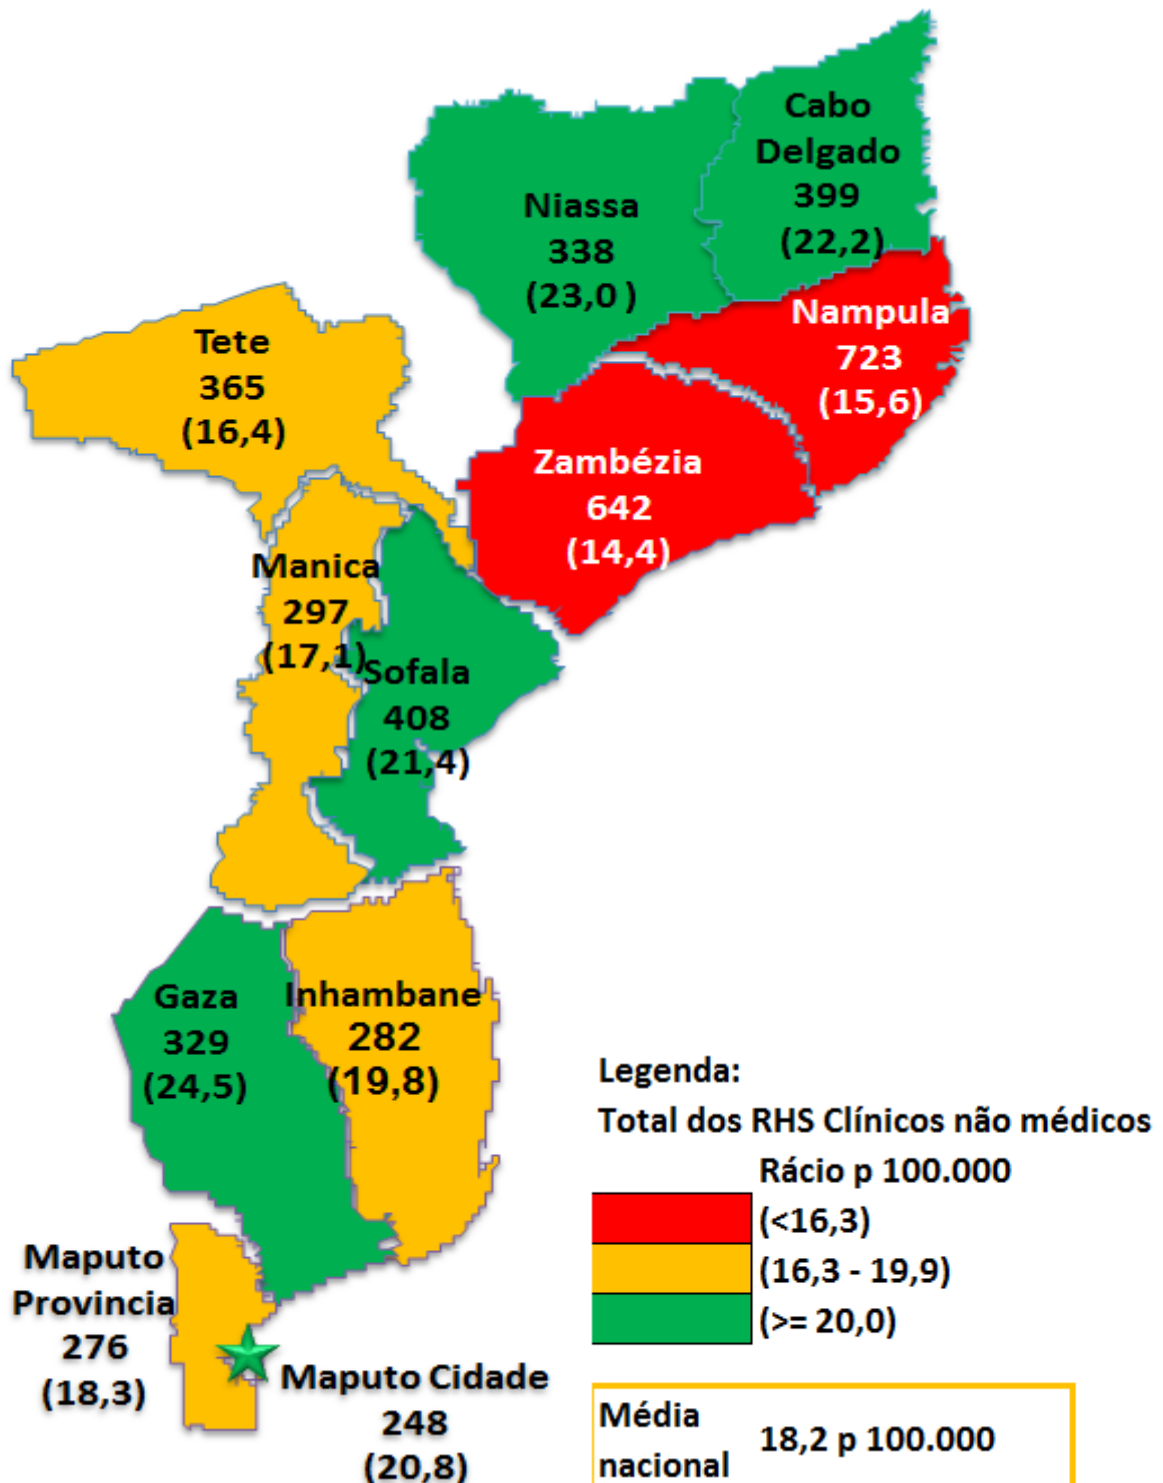 Cabo
Delgado
399
(22,2)
Niassa
338
(23,0 )
Nampula
723
(15,6)
Tete
365
(16,4)
Zambézia
642
(14,4)
Manica
297
(17,1)
Sofala
408
(21,4)
Gaza
329
(24,5)
Inhambane
282
(19,8)
Maputo
Provincia
276
(18,3)
Maputo Cidade
248
(20,8)
Legenda:
Total dos RHS Clínicos não médicos
Rácio p 100.000
(<16,3)
(16,3 - 19,9)
(>= 20,0)
Média
nacional
18,2 p 100.000